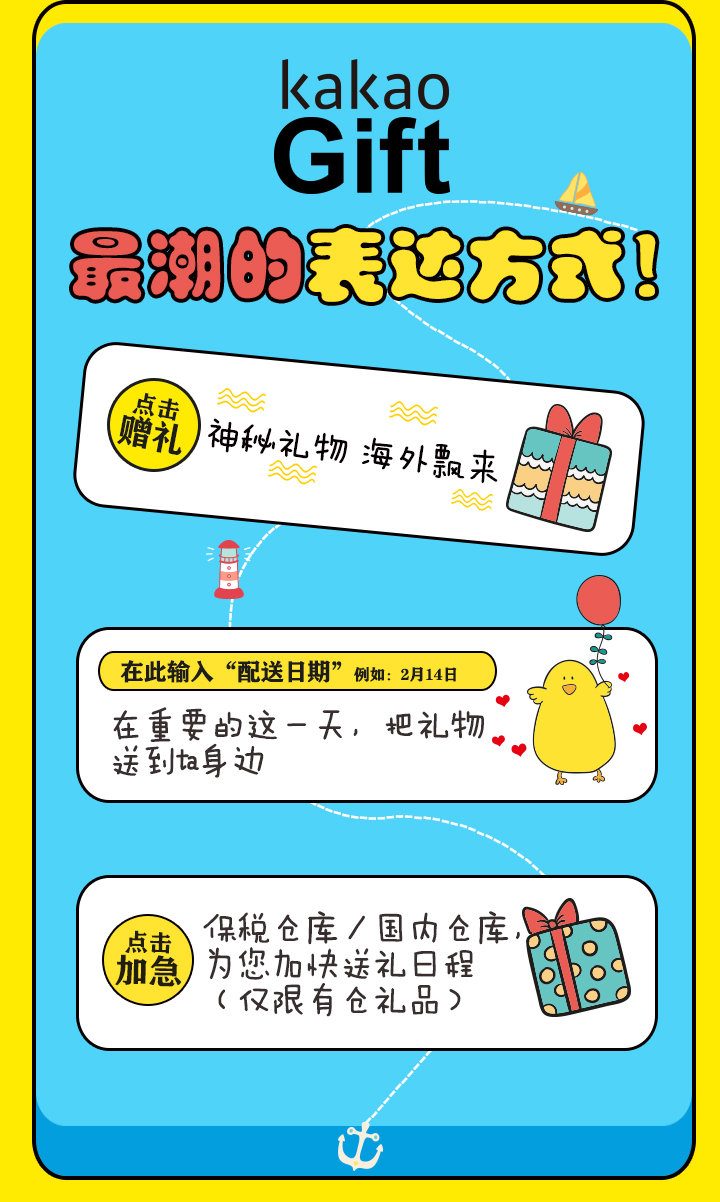 kakao
Gift
最潮的表达方式！
点击
赠礼
神秘礼物 海外飘来
在此输入“配送日期”例如：2月14日
在重要的这一天，把礼物
送到ta身边
点击
加急
保税仓库/国内仓库，
为您加快送礼日程
（仅限有仓礼品）